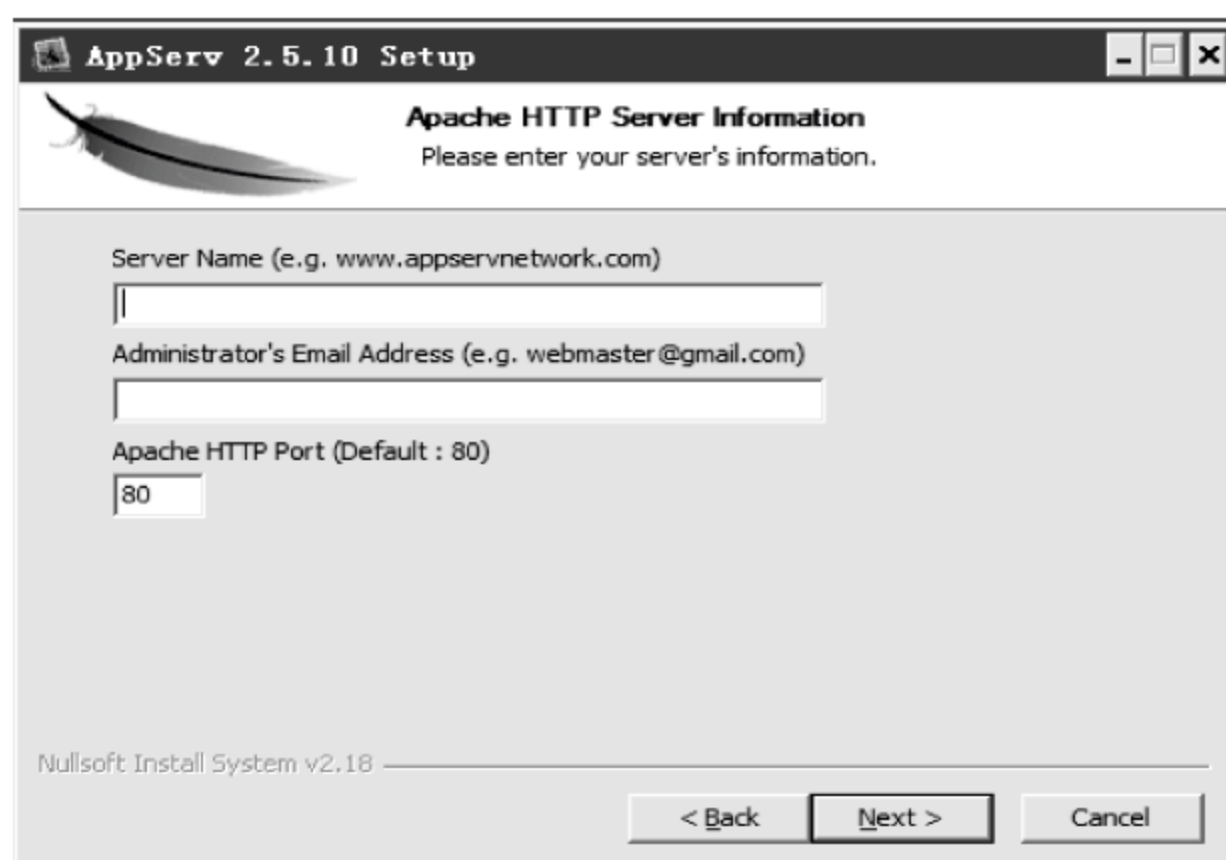 AppServ 2.5.10 Setup
Apache HTTP Server Information
Please enter your server's information.
Server Name (e.g. www.appservnetwork.com)
Administrator's Email Address (e.g. webmaster@gmail.com)
Apache HTTP Port (Default : 80)
80
Nullsoft Install System v2.18
< Back Next > Cancel